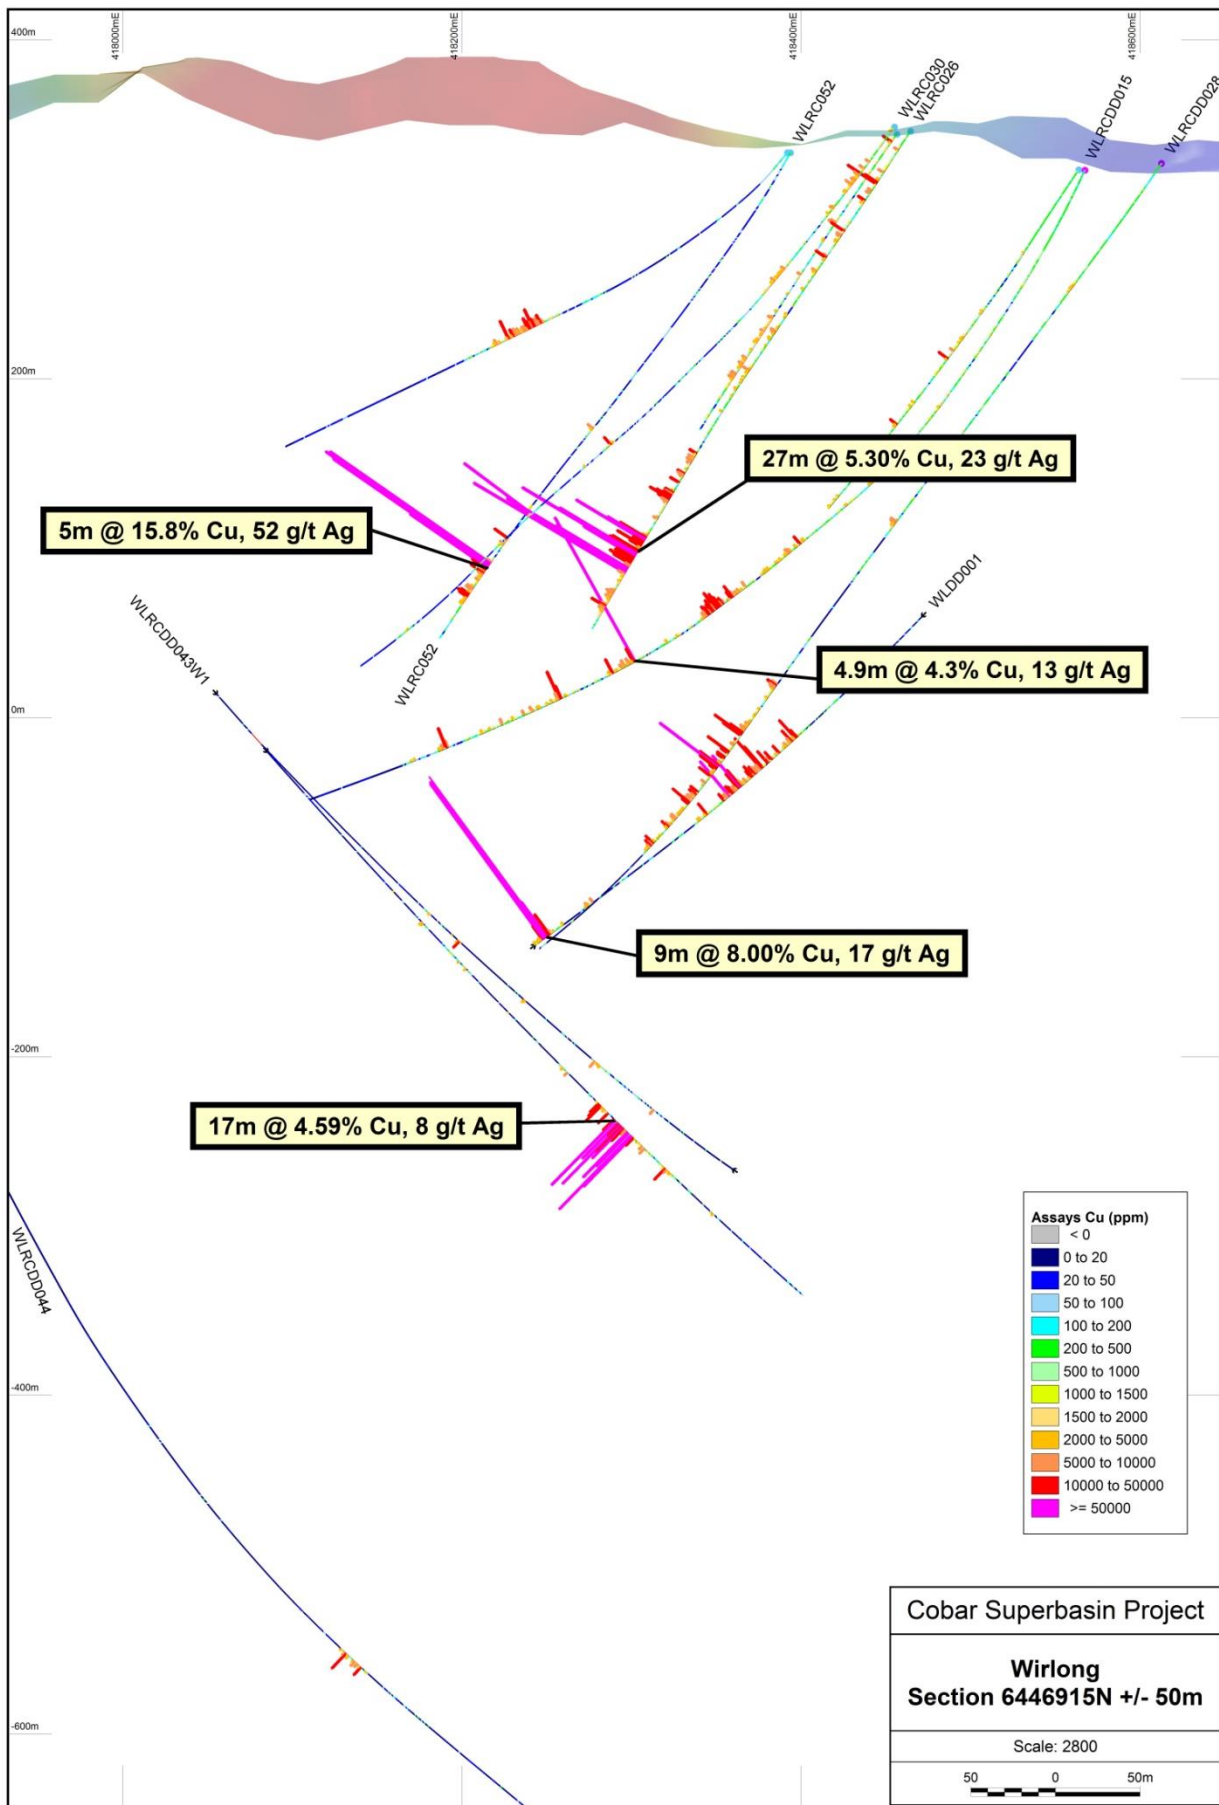 418000mE
418200mE
418400mE
418600mE
400m
WLRC052
WLRC030
WLRC026
WLRCDD015
WLRCDD028
200m
27m @ 5.30% Cu, 23 g/t Ag
5m @ 15.8% Cu, 52 g/t Ag
WLRCDD043W1
WLRC052
WLDD001
4.9m @ 4.3% Cu, 13 g/t Ag
0m
9m @ 8.00% Cu, 17 g/t Ag
-200m
17m @ 4.59% Cu, 8 g/t Ag
WLRCDD044
Assays Cu (ppm)
< 0
0 to 20
20 to 50
50 to 100
100 to 200
200 to 500
500 to 1000
1000 to 1500
1500 to 2000
2000 to 5000
5000 to 10000
10000 to 50000
>= 50000
-400m
-600m
Cobar Superbasin Project
Wirlong
Section 6446915N +/- 50m
Scale: 2800
50 0 50m